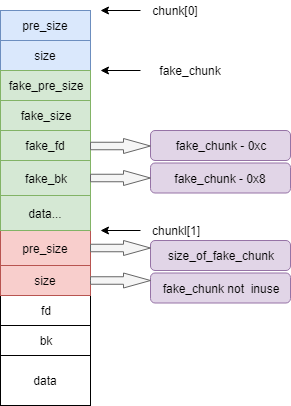 chunk[0]
pre_size
size
fake_chunk
fake_pre_size
fake_size
fake_fd
fake_chunk - 0xc
fake_bk
fake_chunk - 0x8
data...
chunkl[1]
pre_size
size_of_fake_chunk
size
fake_chunk not inuse
fd
bk
data